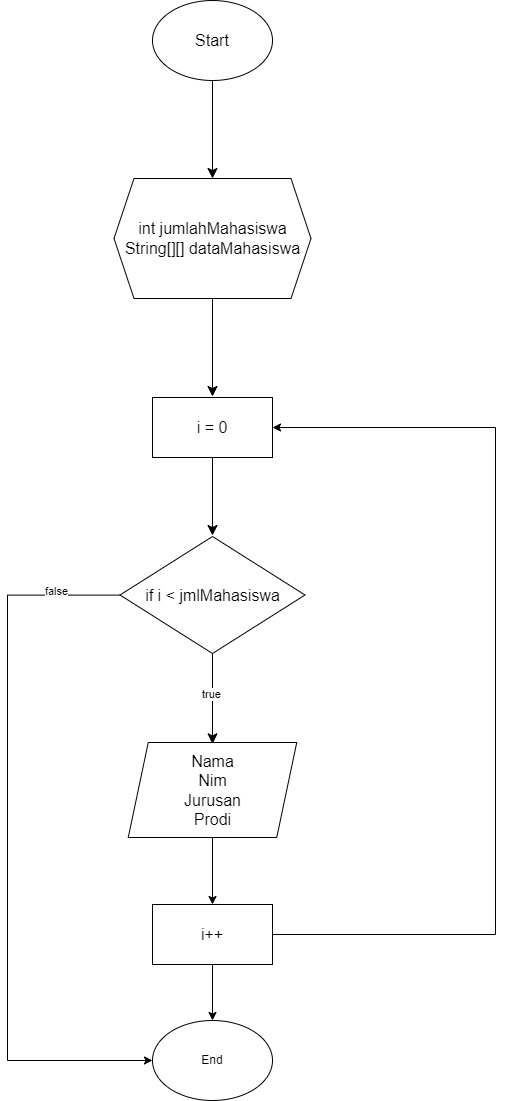 Start
int jumlahMahasiswa
String[][] dataMahasiswa
i = 0
if i < jmlMahasiswa
false
true
Nama
Nim
Jurusan
Prodi
i++
End